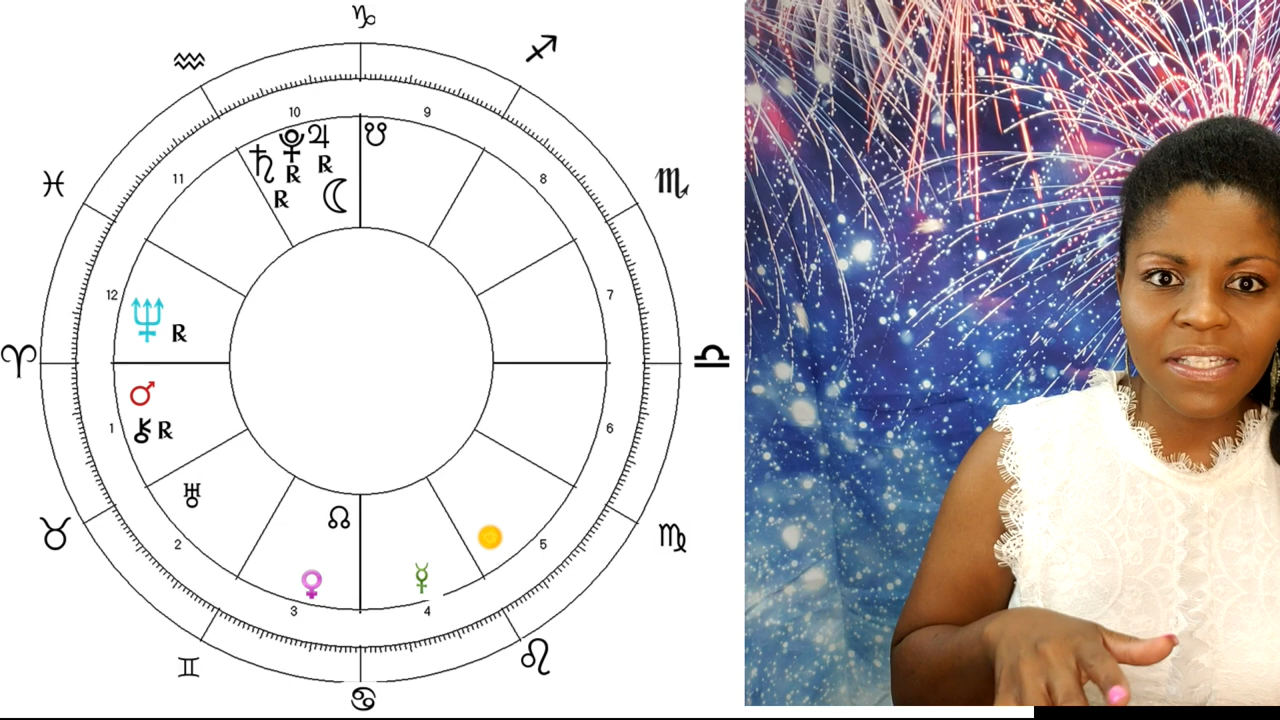 ♑
♒ ♐
10 9
♇ ♃ ☋
♄ ℞ ℞
℞ ☾
♓ 11 8 ♏
12 7
♆ ℞
♈ ♎
♂
1 ⚷ ℞ 6
♅ ☊
♉ 2 5 ♍
♀ ☿
3 4
♊ ♌
♋